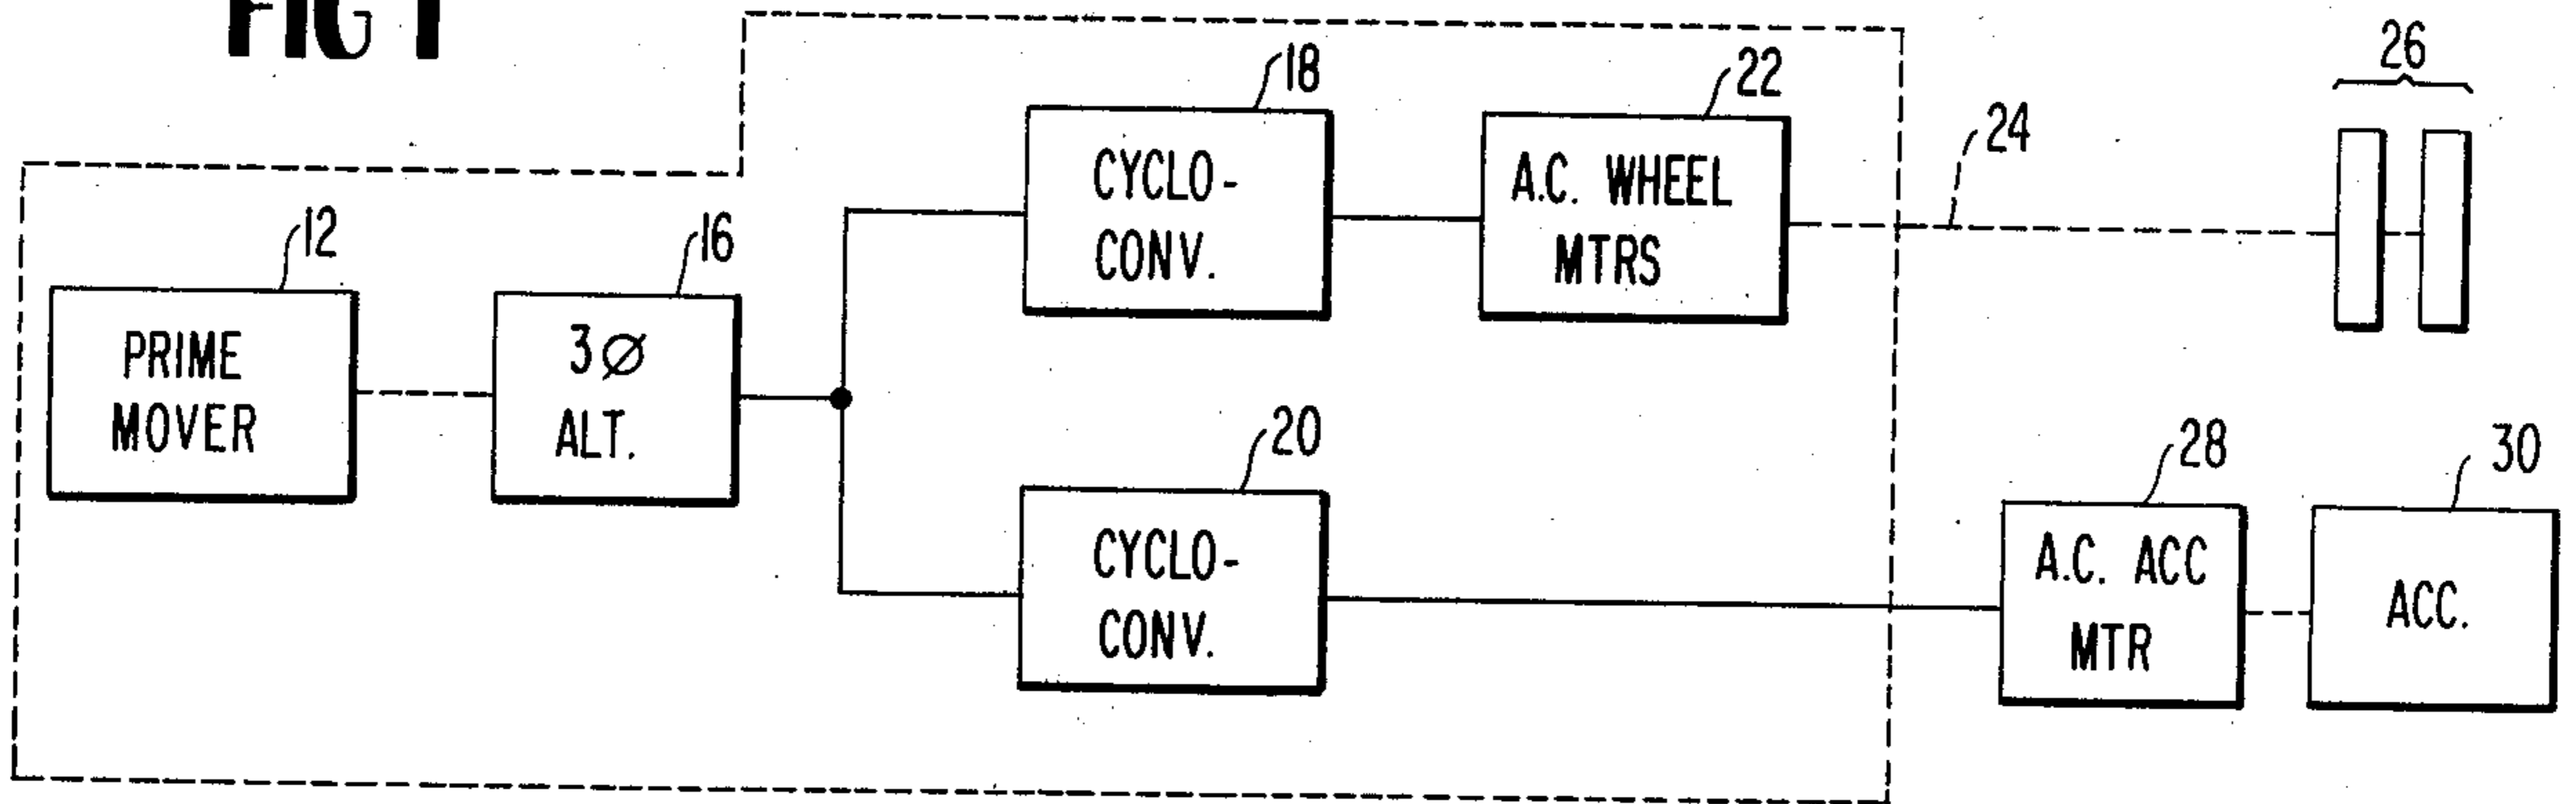 FIG 1
26
18
22
24
CYCLO-
CONV.
A.C. WHEEL
MTRS
12
16
PRIME
MOVER
3Ø
ALT.
20
28
30
CYCLO-
CONV.
A.C. ACC
MTR
ACC.